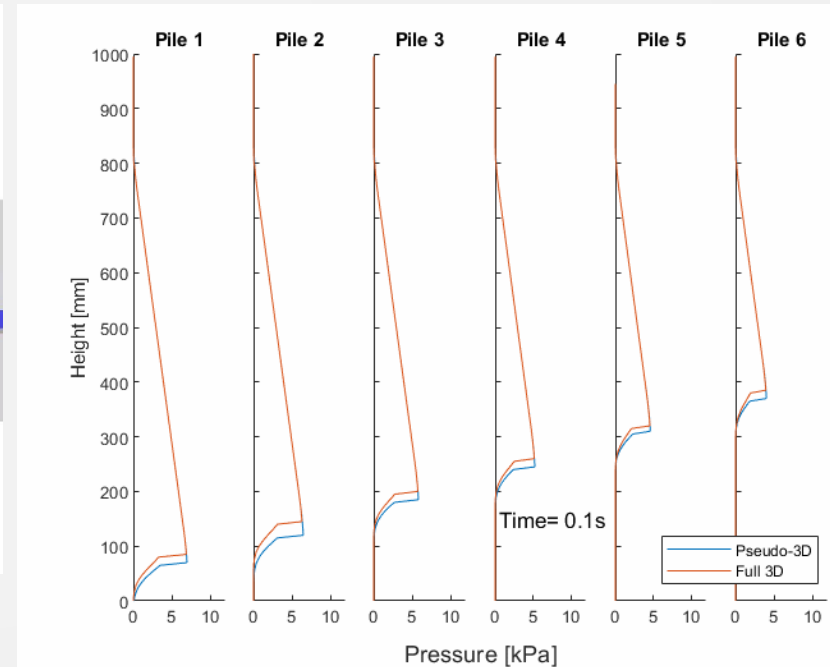 Pile 1 Pile 2 Pile 3 Pile 4 Pile 5 Pile 6
1000
900
800
700
600
500
400
300
200
100
0
Height [mm]
Time= 0.1s
Pseudo-3D
Full 3D
0 5 10 0 5 10 0 5 10 0 5 10 0 5 10 0 5 10
Pressure [kPa]